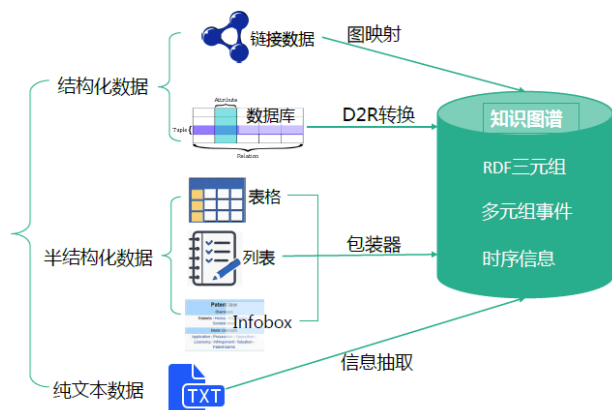 链接数据
图映射
结构化数据
Attribute
数据库
Tuple
Relation
D2R转换
知识图谱
RDF三元组
多元组事件
时序信息
表格
半结构化数据
列表
包装器
Infobox
纯文本数据
TXT
信息抽取